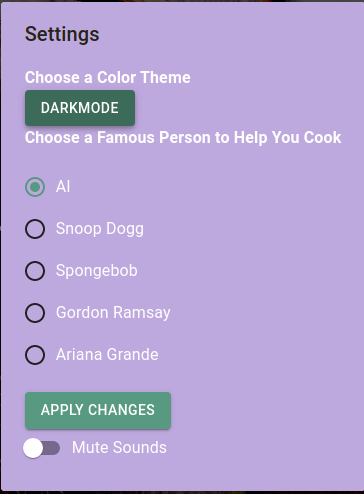 Settings
Choose a Color Theme
DARKMODE
Choose a Famous Person to Help You Cook
AI
Snoop Dogg
Spongebob
Gordon Ramsay
Ariana Grande
APPLY CHANGES
Mute Sounds